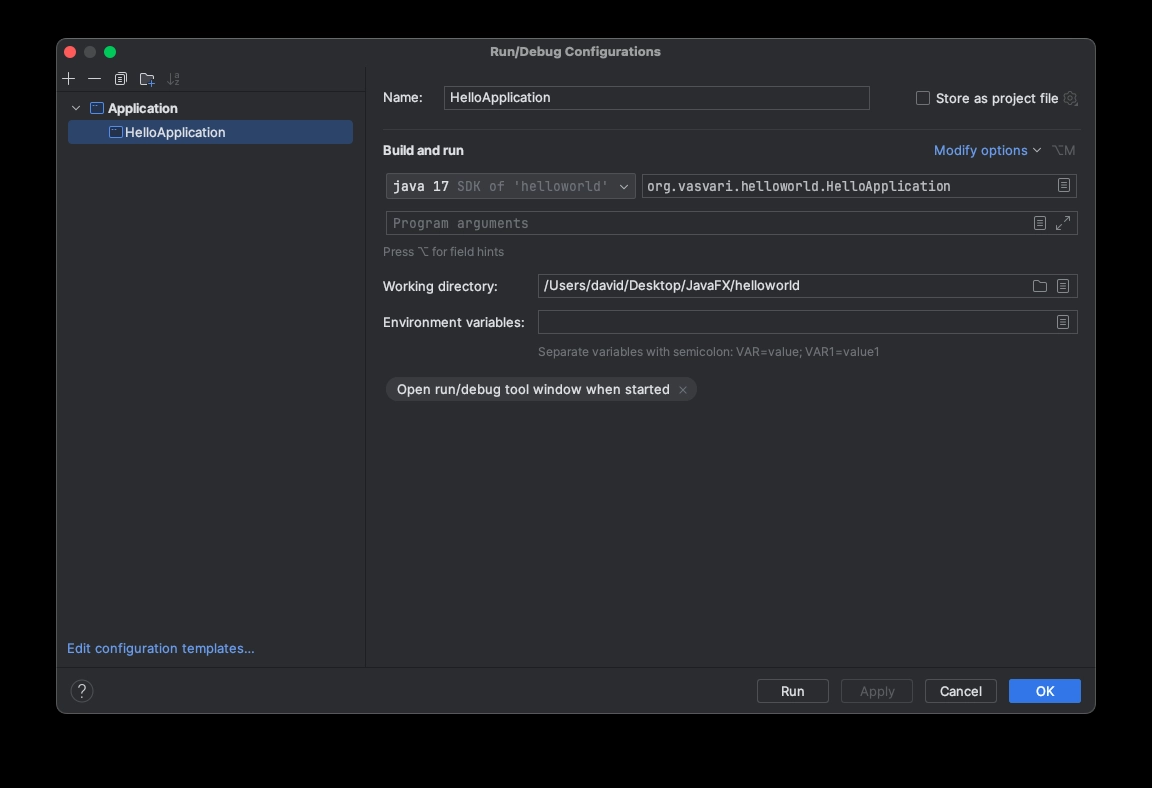 Run/Debug Configurations
Application
HelloApplication
Edit configuration templates...
Name: HelloApplication Store as project file
Build and run Modify options ⌥M
java 17 SDK of 'helloworld' org.vasvari.helloworld.HelloApplication
Program arguments
Press ⌥ for field hints
Working directory: /Users/david/Desktop/JavaFX/helloworld
Environment variables:
Separate variables with semicolon: VAR=value; VAR1=value1
Open run/debug tool window when started ×
? Run Apply Cancel OK